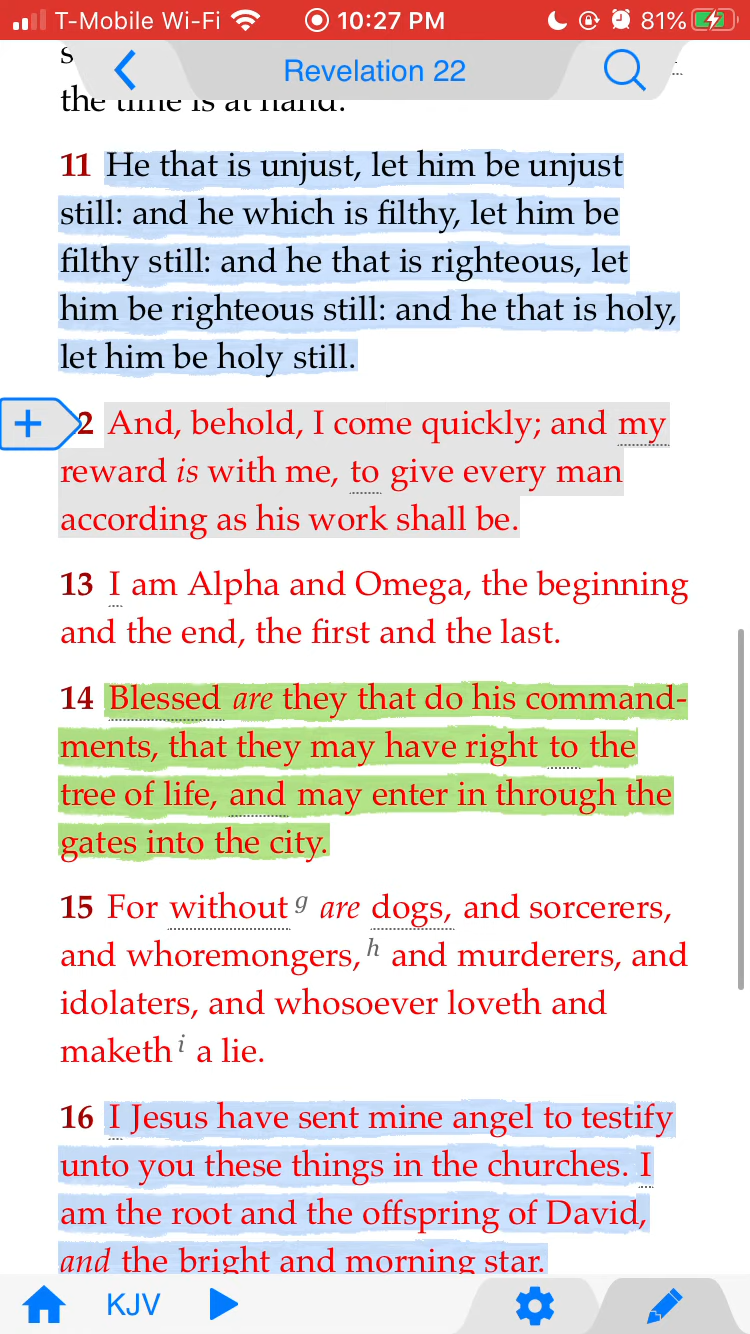 T-Mobile Wi-Fi 10:27 PM 81%
s
Revelation 22
the time is at hand.
11 He that is unjust, let him be unjust
still: and he which is filthy, let him be
filthy still: and he that is righteous, let
him be righteous still: and he that is holy,
let him be holy still.
2 And, behold, I come quickly; and my
reward is with me, to give every man
according as his work shall be.
13 I am Alpha and Omega, the beginning
and the end, the first and the last.
14 Blessed are they that do his command-
ments, that they may have right to the
tree of life, and may enter in through the
gates into the city.
15 For without g are dogs, and sorcerers,
and whoremongers, h and murderers, and
idolaters, and whosoever loveth and
maketh i a lie.
16 I Jesus have sent mine angel to testify
unto you these things in the churches. I
am the root and the offspring of David,
and the bright and morning star.
KJV